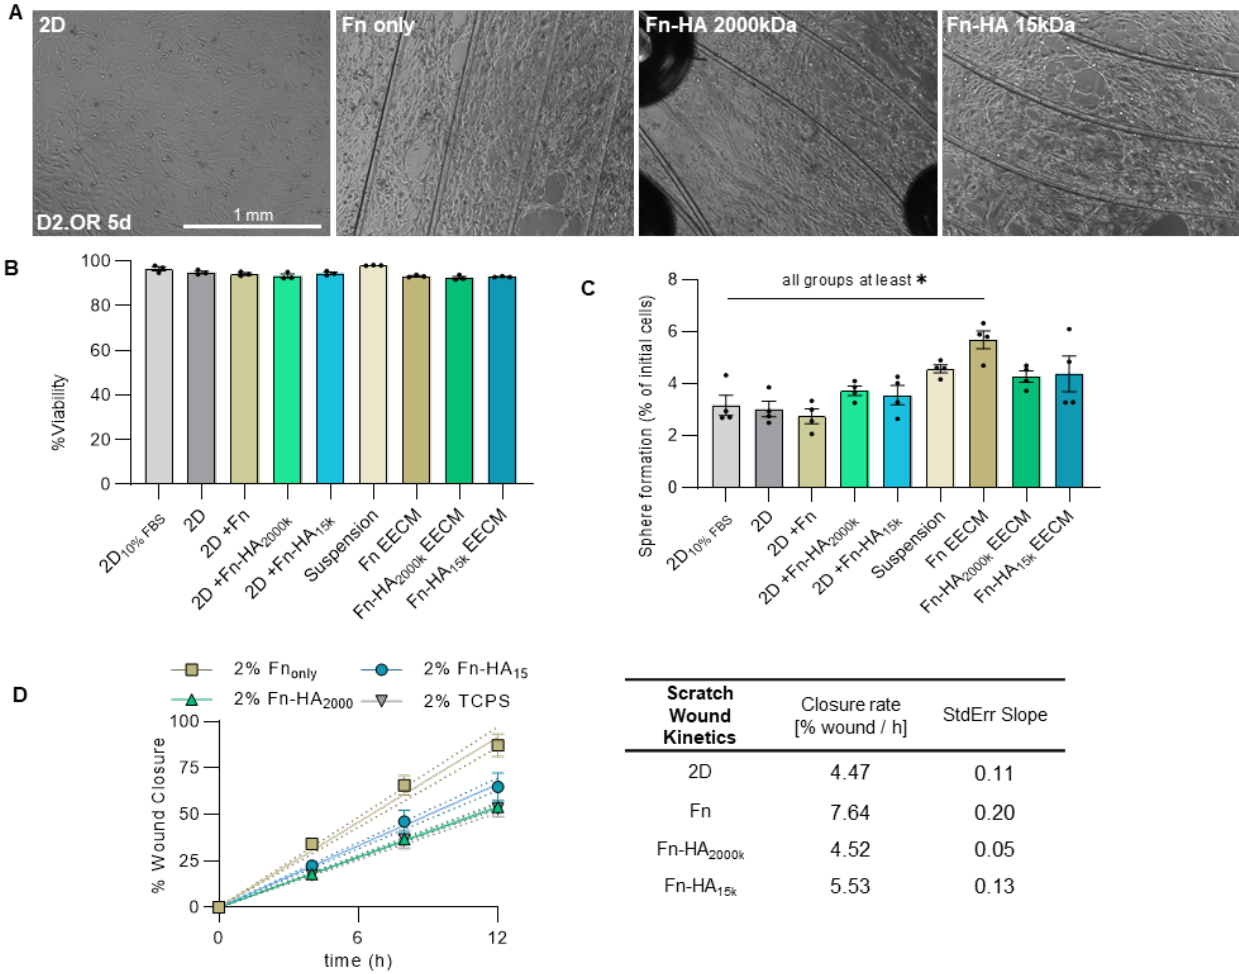 A
2D
Fn only
Fn-HA 2000kDa
Fn-HA 15kDa
D2.OR 5d
1 mm
B
%Viability
100
80
60
40
20
0
2D10% FBS
2D
2D +Fn
2D +Fn-HA2000k
2D +Fn-HA15k
Suspension
Fn EECM
Fn-HA2000k EECM
Fn-HA15k EECM
C
Sphere formation (% of initial cells)
8
6
4
2
0
all groups at least *
2D10% FBS
2D
2D +Fn
2D +Fn-HA2000k
2D +Fn-HA15k
Suspension
Fn EECM
Fn-HA2000k EECM
Fn-HA15k EECM
D
2% Fnonly
2% Fn-HA15
2% Fn-HA2000
2% TCPS
% Wound Closure
100
75
50
25
0
0
6
12
time (h)
Scratch Wound Kinetics
Closure rate [% wound / h]
StdErr Slope
2D 4.47 0.11
Fn 7.64 0.20
Fn-HA2000k 4.52 0.05
Fn-HA15k 5.53 0.13